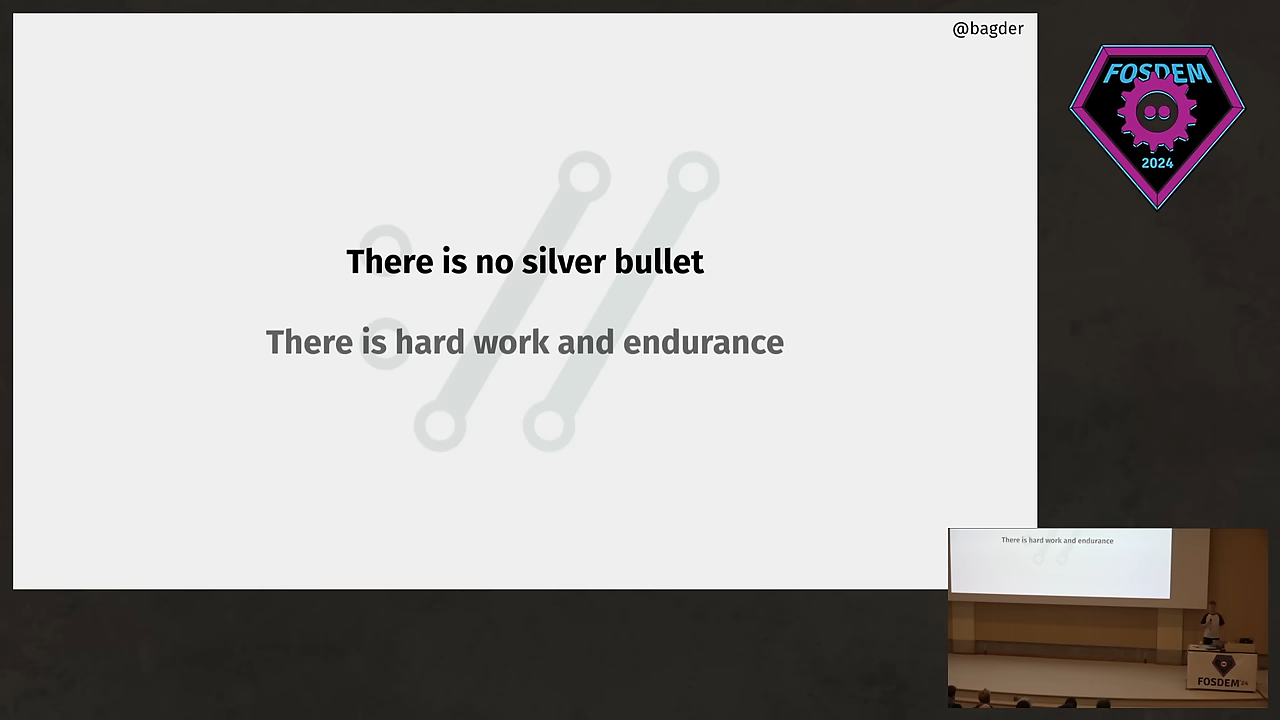 @bagder
FOSDEM
2024
There is no silver bullet
There is hard work and endurance
There is hard work and endurance
FOSDEM'24